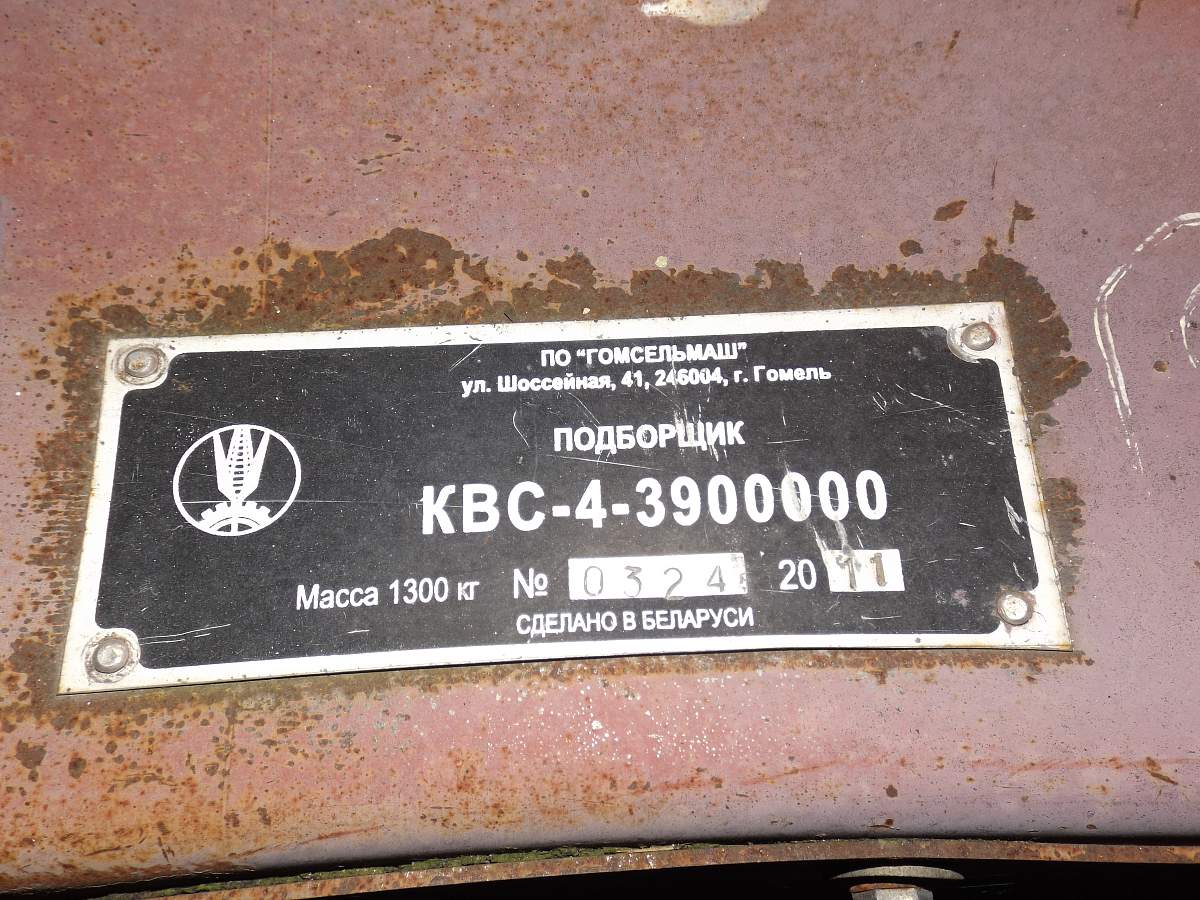 ПО "ГОМСЕЛЬМАШ"
ул. Шоссейная, 41, 246004, г. Гомель
ПОДБОРЩИК
КВС-4-3900000
Масса 1300 кг № 0324 2011
СДЕЛАНО В БЕЛАРУСИ